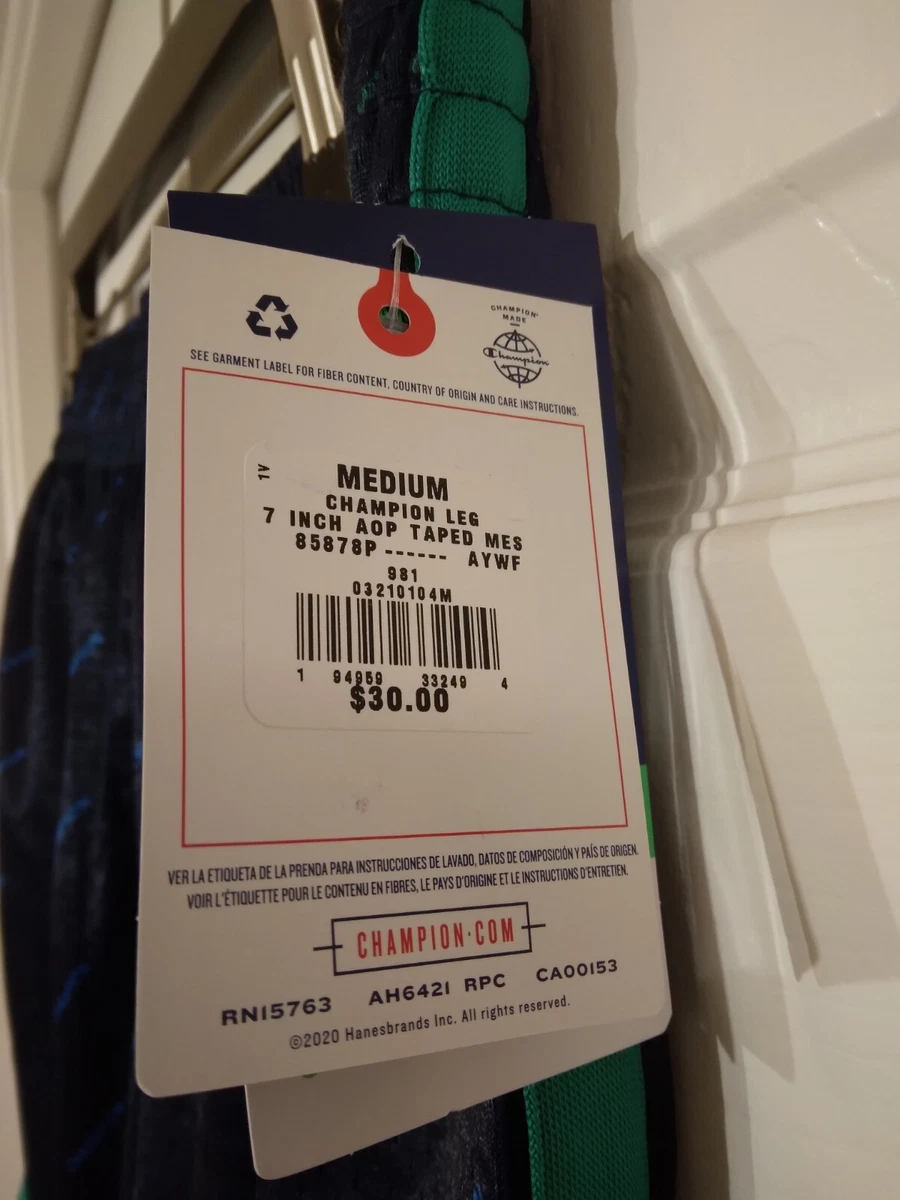 CHAMPION
MADE
Champion
SEE GARMENT LABEL FOR FIBER CONTENT, COUNTRY OF ORIGIN AND CARE INSTRUCTIONS.
1V
MEDIUM
CHAMPION LEG
7 INCH AOP TAPED MES
85878P ------ AYWF
981
03210104M
1 94959 33249 4
$30.00
VER LA ETIQUETA DE LA PRENDA PARA INSTRUCCIONES DE LAVADO, DATOS DE COMPOSICIÓN Y PAÍS DE ORIGEN.
VOIR L'ÉTIQUETTE POUR LE CONTENU EN FIBRES, LE PAYS D'ORIGINE ET LE INSTRUCTIONS D'ENTRETIEN.
CHAMPION·COM
RN15763 AH6421 RPC CA00153
©2020 Hanesbrands Inc. All rights reserved.